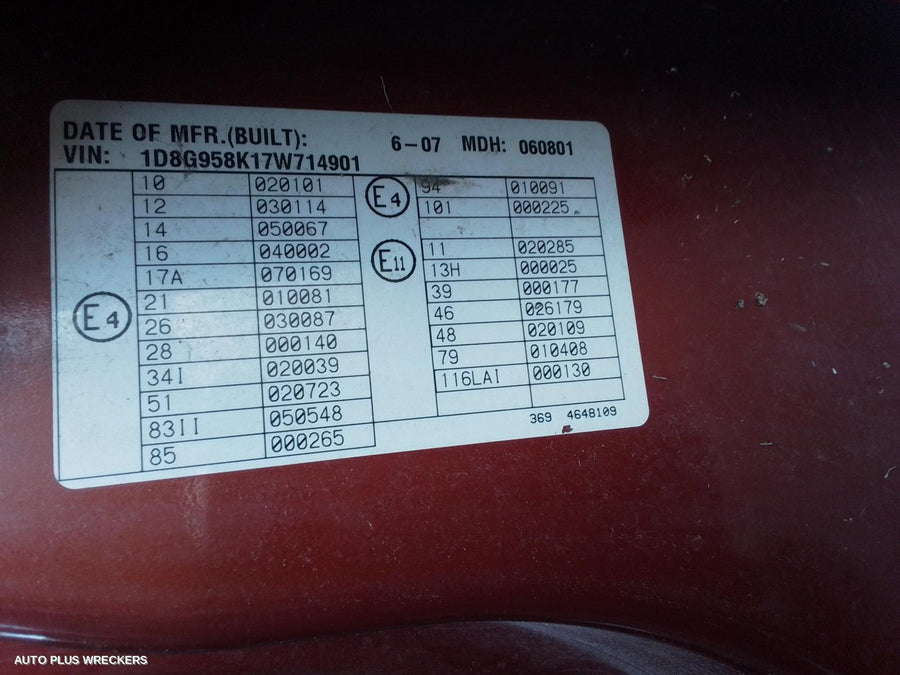 DATE OF MFR.(BUILT): 6-07 MDH: 060801
VIN: 1D8G958K17W714901
E4
10 020101
12 030114
14 050067
16 040002
17A 070169
21 010081
26 030087
28 000140
34I 020039
51 020723
83II 050548
85 000265
E4
94 010091
101 000225
E11
11 020285
13H 000025
39 000177
46 026179
48 020109
79 010408
116LAI 000130
369 4648109
AUTO PLUS WRECKERS